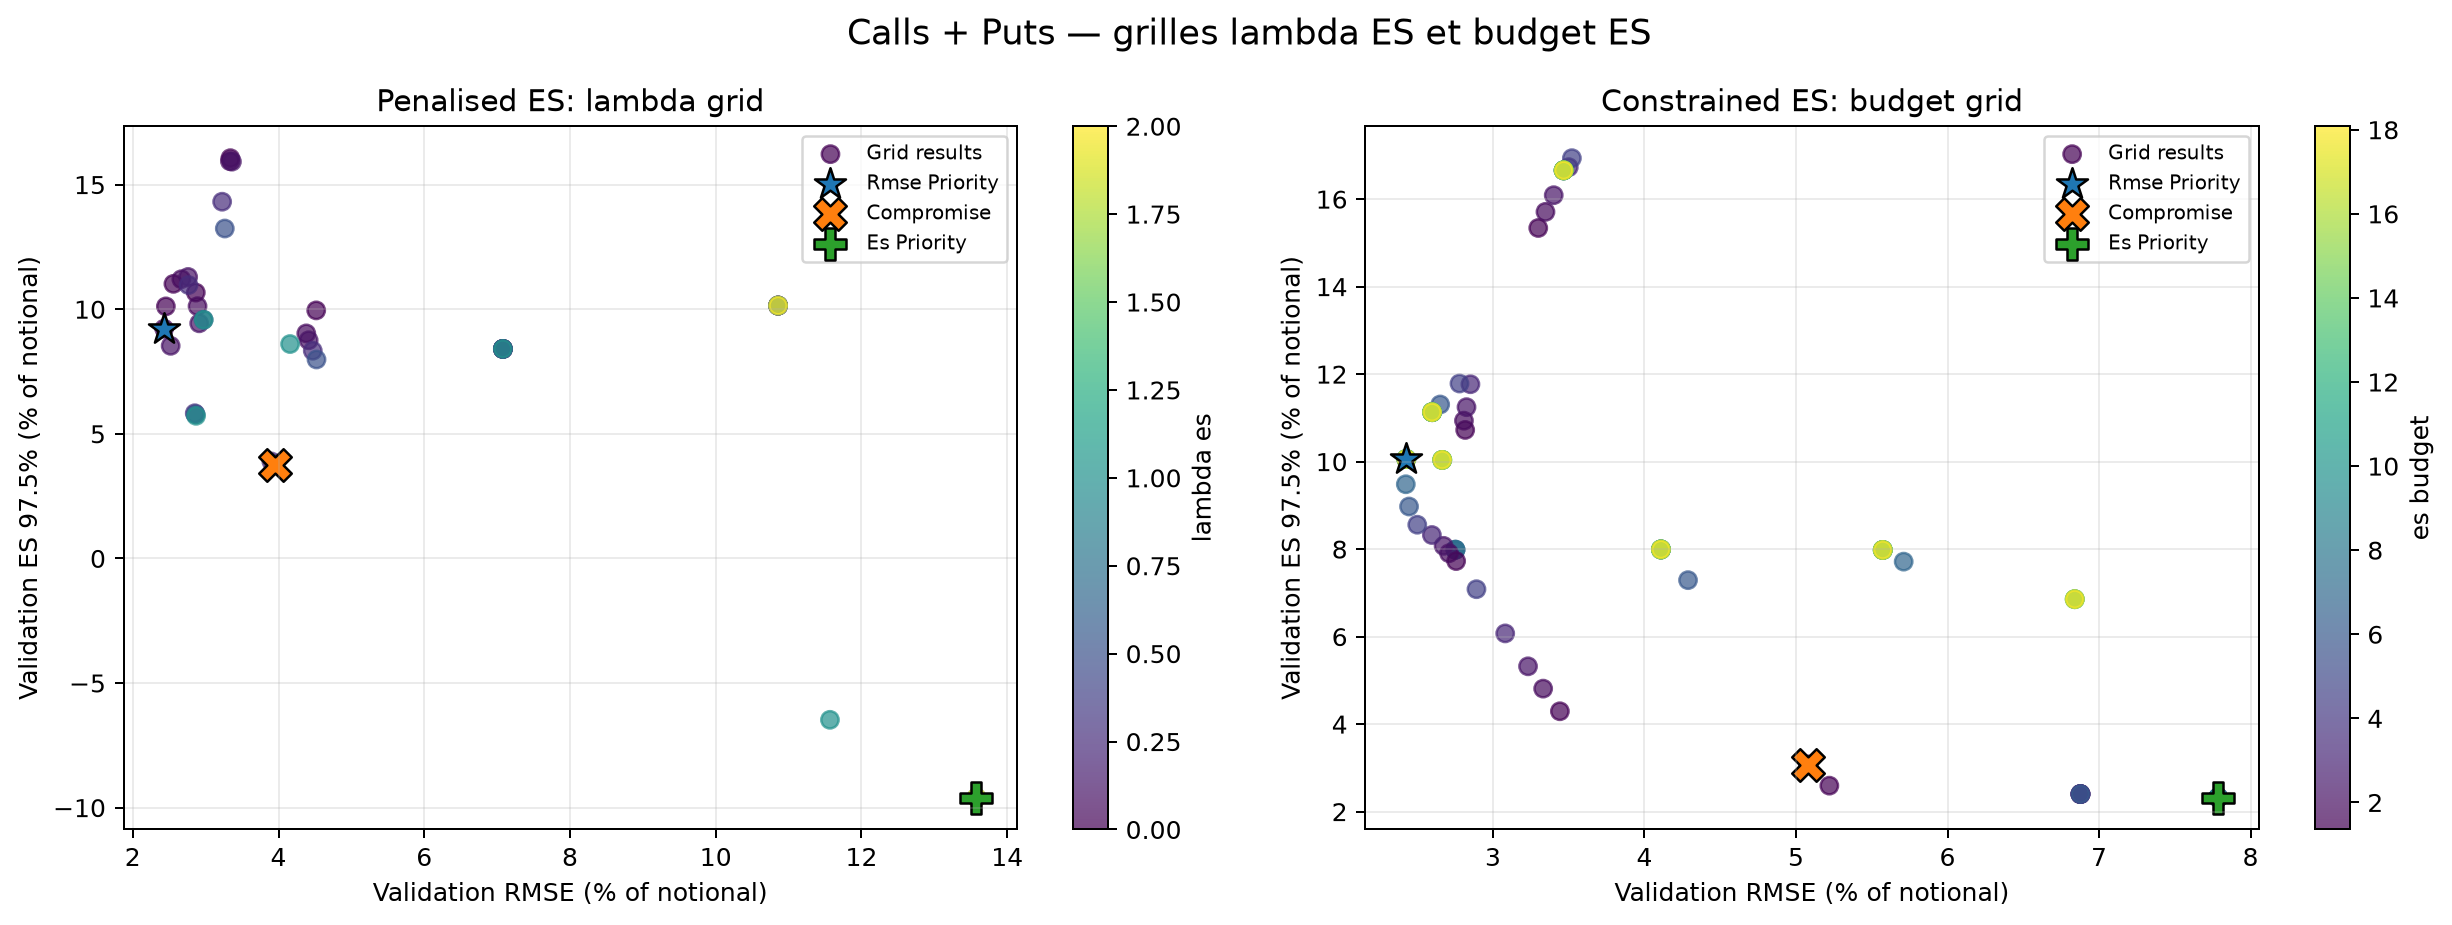 Calls + Puts — grilles lambda ES et budget ES
Penalised ES: lambda grid
Validation ES 97.5% (% of notional)
15
10
5
0
−5
−10
2
4
6
8
10
12
14
Validation RMSE (% of notional)
Grid results
Rmse Priority
Compromise
Es Priority
2.00
1.75
1.50
1.25
1.00
0.75
0.50
0.25
0.00
lambda es
Constrained ES: budget grid
Validation ES 97.5% (% of notional)
16
14
12
10
8
6
4
2
3
4
5
6
7
8
Validation RMSE (% of notional)
Grid results
Rmse Priority
Compromise
Es Priority
18
16
14
12
10
8
6
4
2
es budget